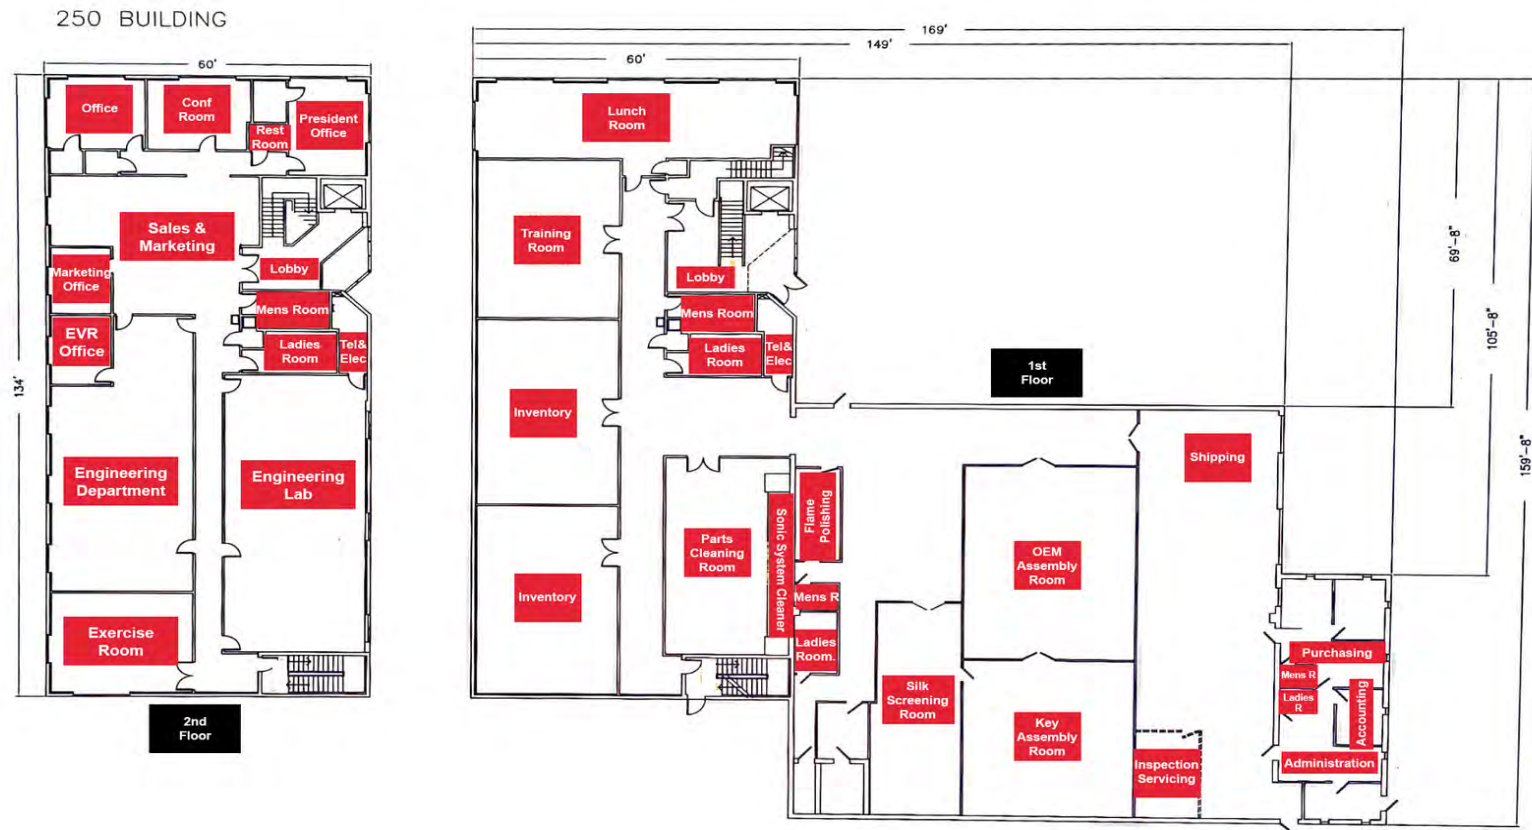 250 BUILDING
60'
134'
Office
Conf
Room
Rest
Room
President
Office
Sales &
Marketing
Marketing
Office
Lobby
Mens Room
EVR
Office
Ladies
Room
Tel&
Elec
Engineering
Department
Engineering
Lab
Exercise
Room
2nd
Floor
169'
149'
60'
Lunch
Room
Training
Room
Lobby
Mens Room
Ladies
Room
Tel&
Elec
69'-8"
105'-8"
159'-8"
1st
Floor
Inventory
Shipping
Flame
Polishing
Parts
Cleaning
Room
Sonic System Cleaner
OEM
Assembly
Room
Inventory
Mens R
Ladies
Room.
Purchasing
Mens R
Ladies
R
Accounting
Silk
Screening
Room
Key
Assembly
Room
Inspection
Servicing
Administration